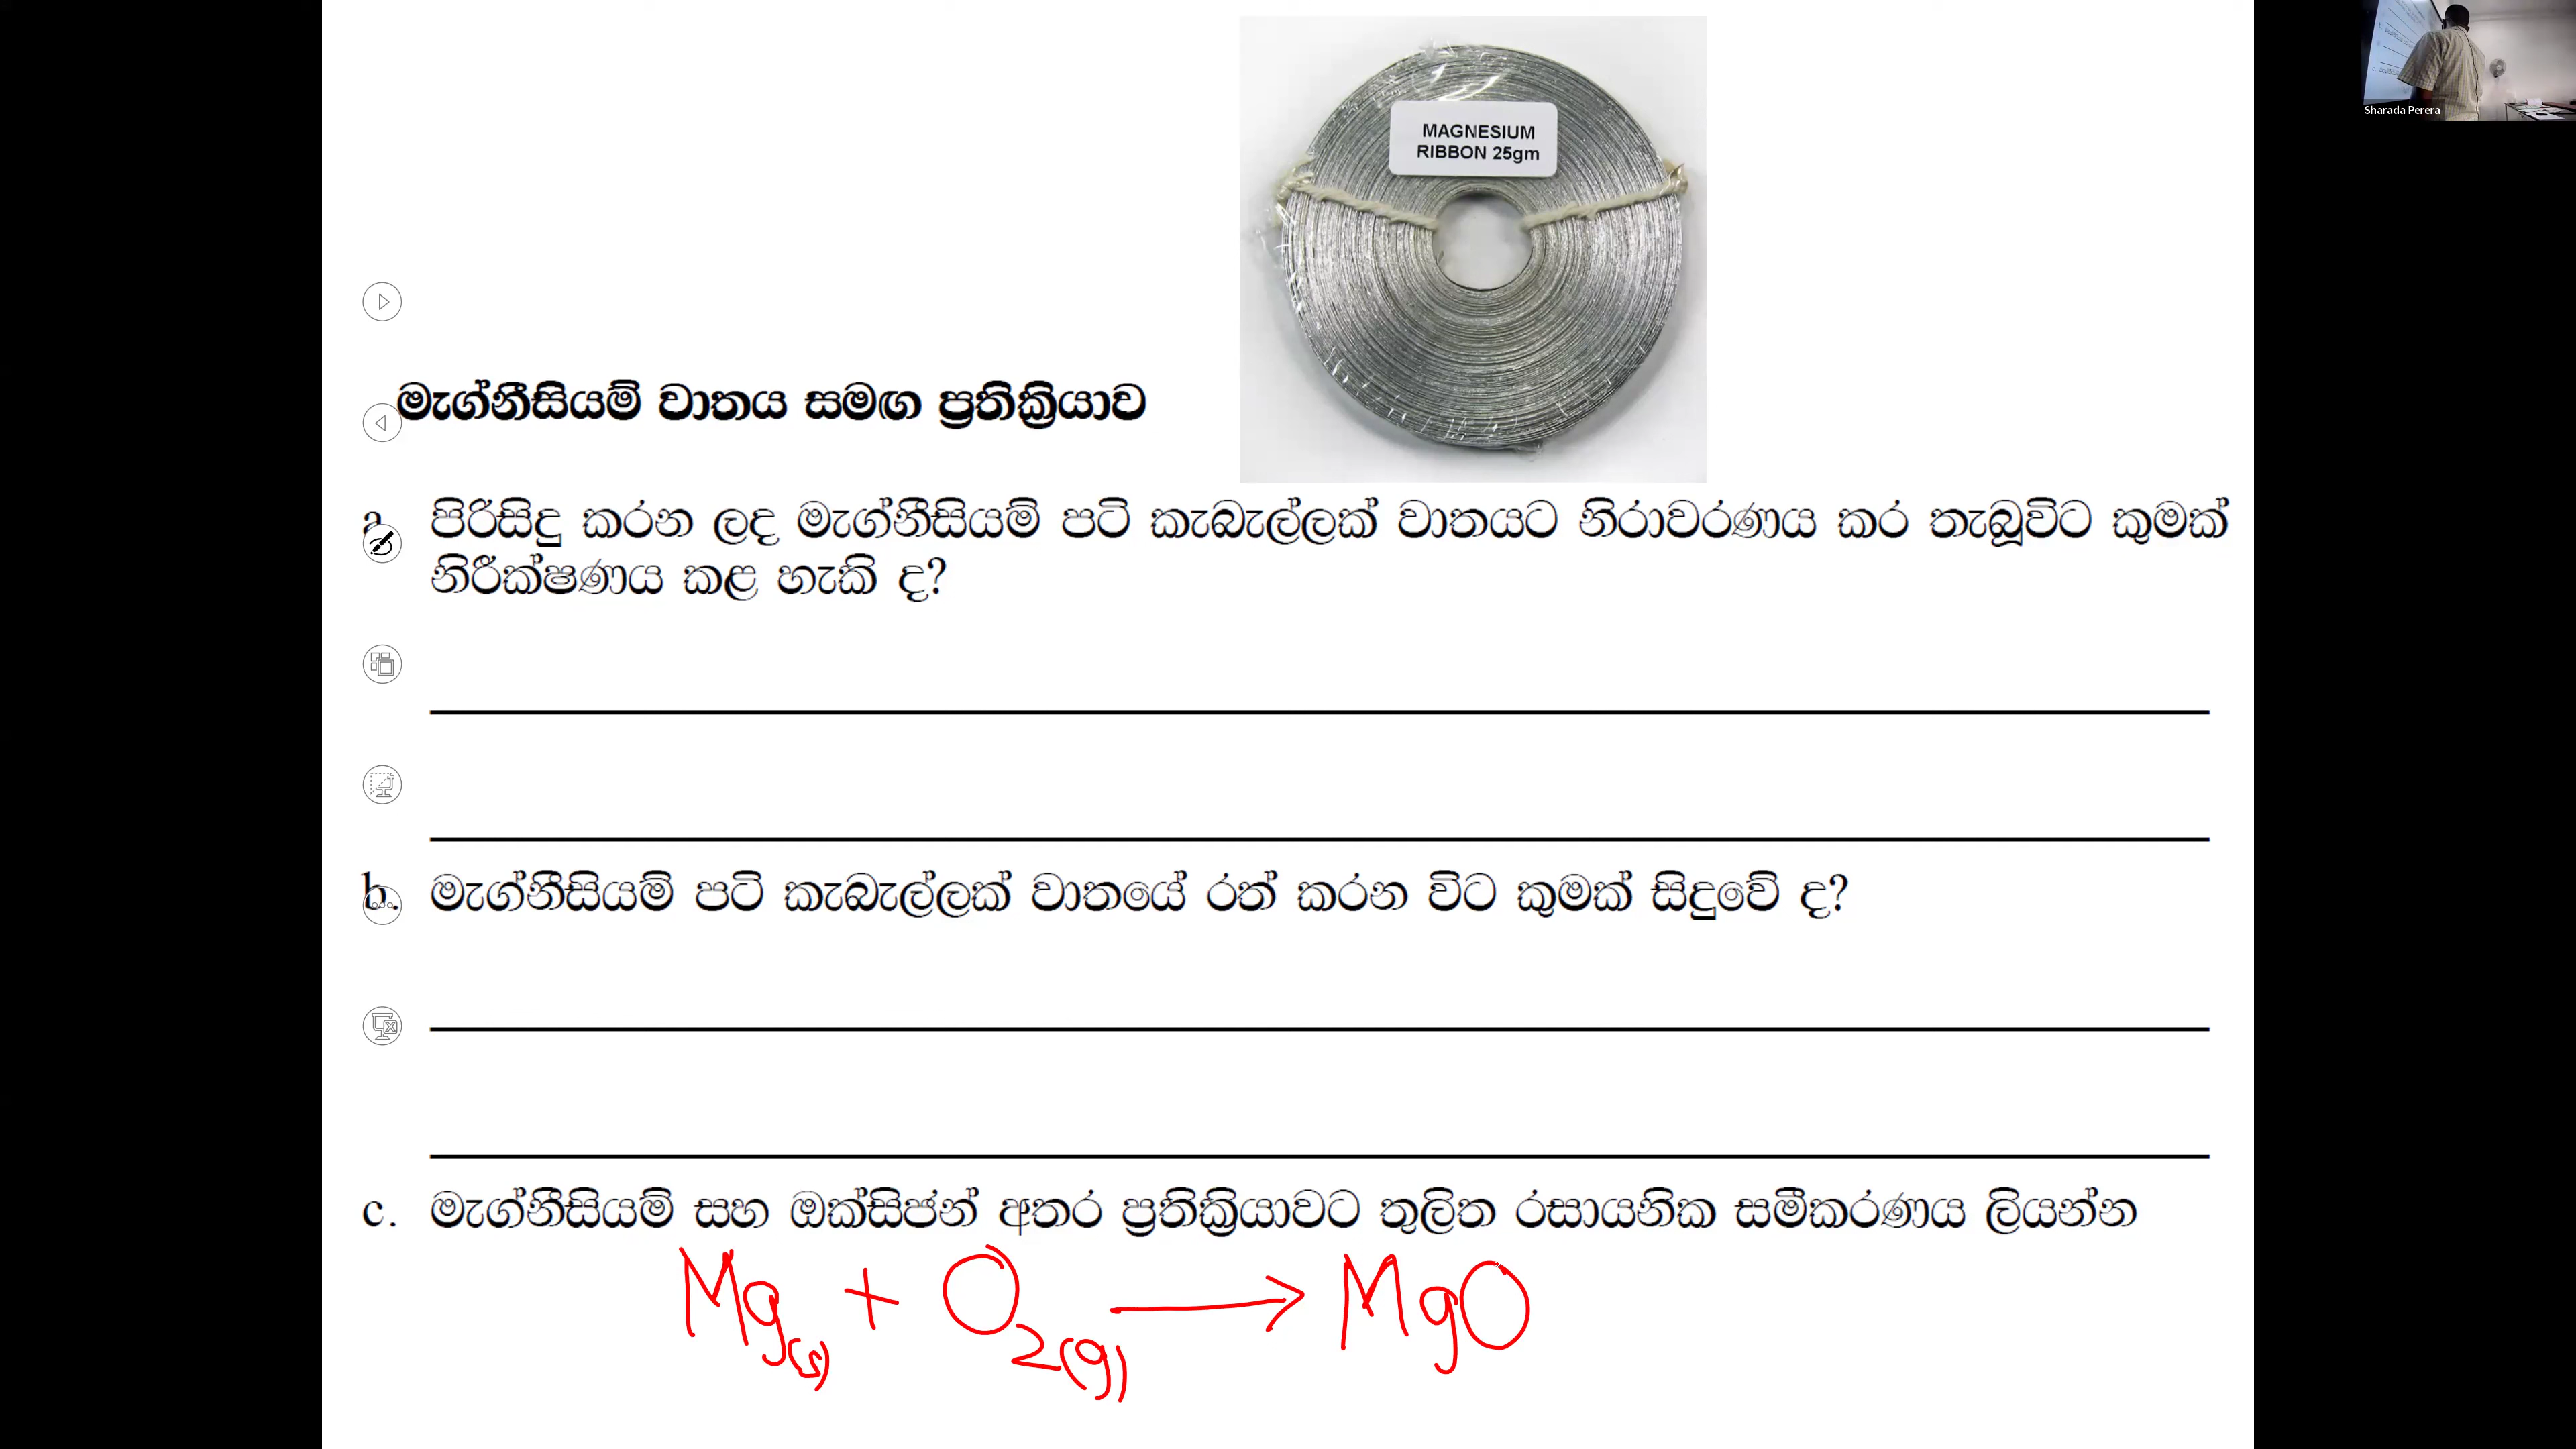 Sharada Perera
MAGNESIUM
RIBBON 25gm
මැග්නීසියම් වාතය සමඟ ප්‍රතික්‍රියාව
a. පිරිසිදු කරන ලද මැග්නීසියම් පටි කැබැල්ලක් වාතයට නිරාවරණය කර තැබූවිට කුමක්
නිරීක්ෂණය කළ හැකි ද?
b. මැග්නීසියම් පටි කැබැල්ලක් වාතයේ රත් කරන විට කුමක් සිදුවේ ද?
c. මැග්නීසියම් සහ ඔක්සිජන් අතර ප්‍රතික්‍රියාවට තුලිත රසායනික සමීකරණය ලියන්න
Mg(s) + O2(g) → MgO